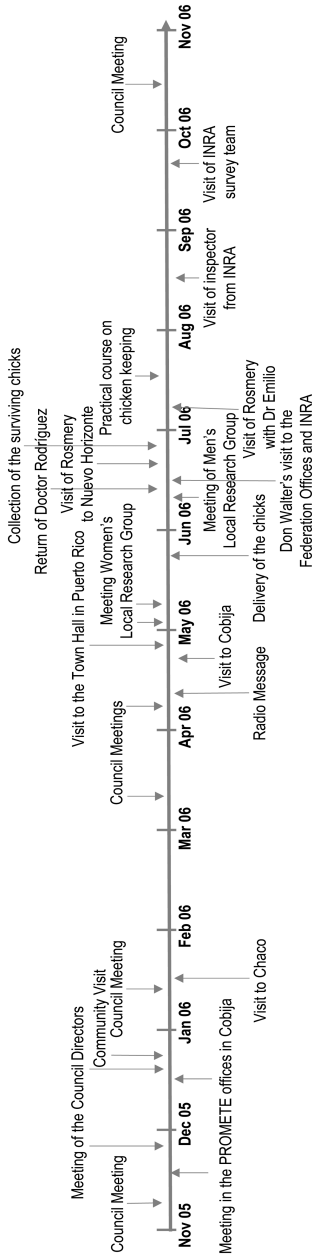 Collection of the surviving chicks
Return of Doctor Rodríguez
Visit of Rosmery
to Nuevo Horizonte
Visit to the Town Hall in Puerto Rico
Meeting Women's
Local Research Group
Practical course on
chicken keeping
Council Meeting
Council Meetings
Meeting of the Council Directors
Community Visit
Council Meeting
Council Meeting
Nov 05
Dec 05
Jan 06
Feb 06
Mar 06
Apr 06
May 06
Jun 06
Jul 06
Aug 06
Sep 06
Oct 06
Nov 06
Meeting in the PROMETE offices in Cobija
Visit to Chaco
Radio Message
Visit to Cobija
Delivery of the chicks
Meeting of Men's
Local Research Group
Don Walter's visit to the
Federation Offices and INRA
Visit of Rosmery
with Dr Emilio
Visit of inspector
from INRA
Visit of INRA
survey team